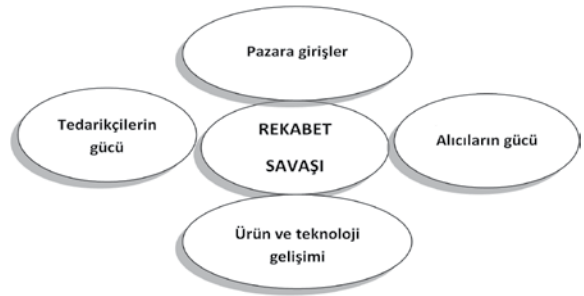 Pazara girişler
Tedarikçilerin
gücü
REKABET
SAVAŞI
Alıcıların gücü
Ürün ve teknoloji
gelişimi